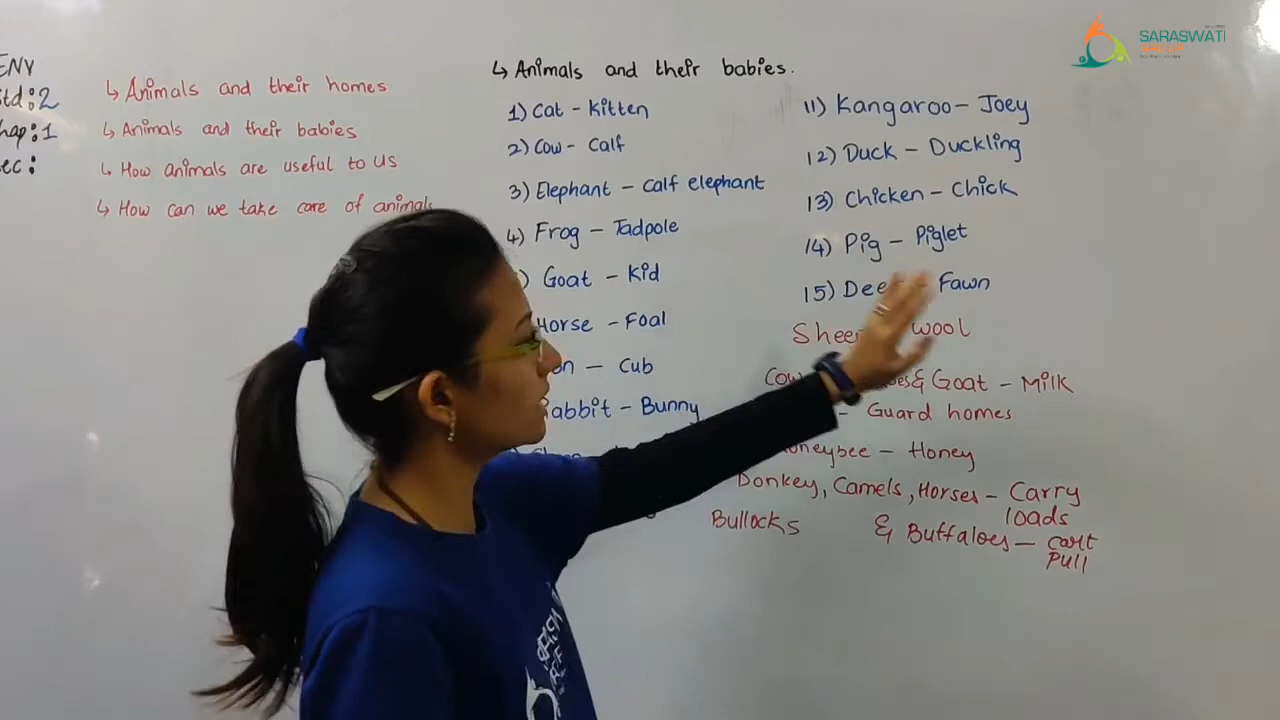 ENV
Std:2
Chap:1
ec:
↳ Animals and their homes
↳ Animals and their babies
↳ How animals are useful to us
↳ How can we take care of animals
↳ Animals and their babies.
1) Cat - Kitten
2) Cow - Calf
3) Elephant - Calf elephant
4) Frog - Tadpole
) Goat - Kid
Horse - Foal
on - Cub
abbit - Bunny
11) Kangaroo - Joey
12) Duck - Duckling
13) Chicken - Chick
14) Pig - Piglet
15) Dee Fawn
Sheep wool
Cow oes & Goat - Milk
- Guard homes
oneybee - Honey
Donkey, Camels, Horses - Carry
loads
Bullocks & Buffaloes - cart
Pull
SARASWATI
GROUP